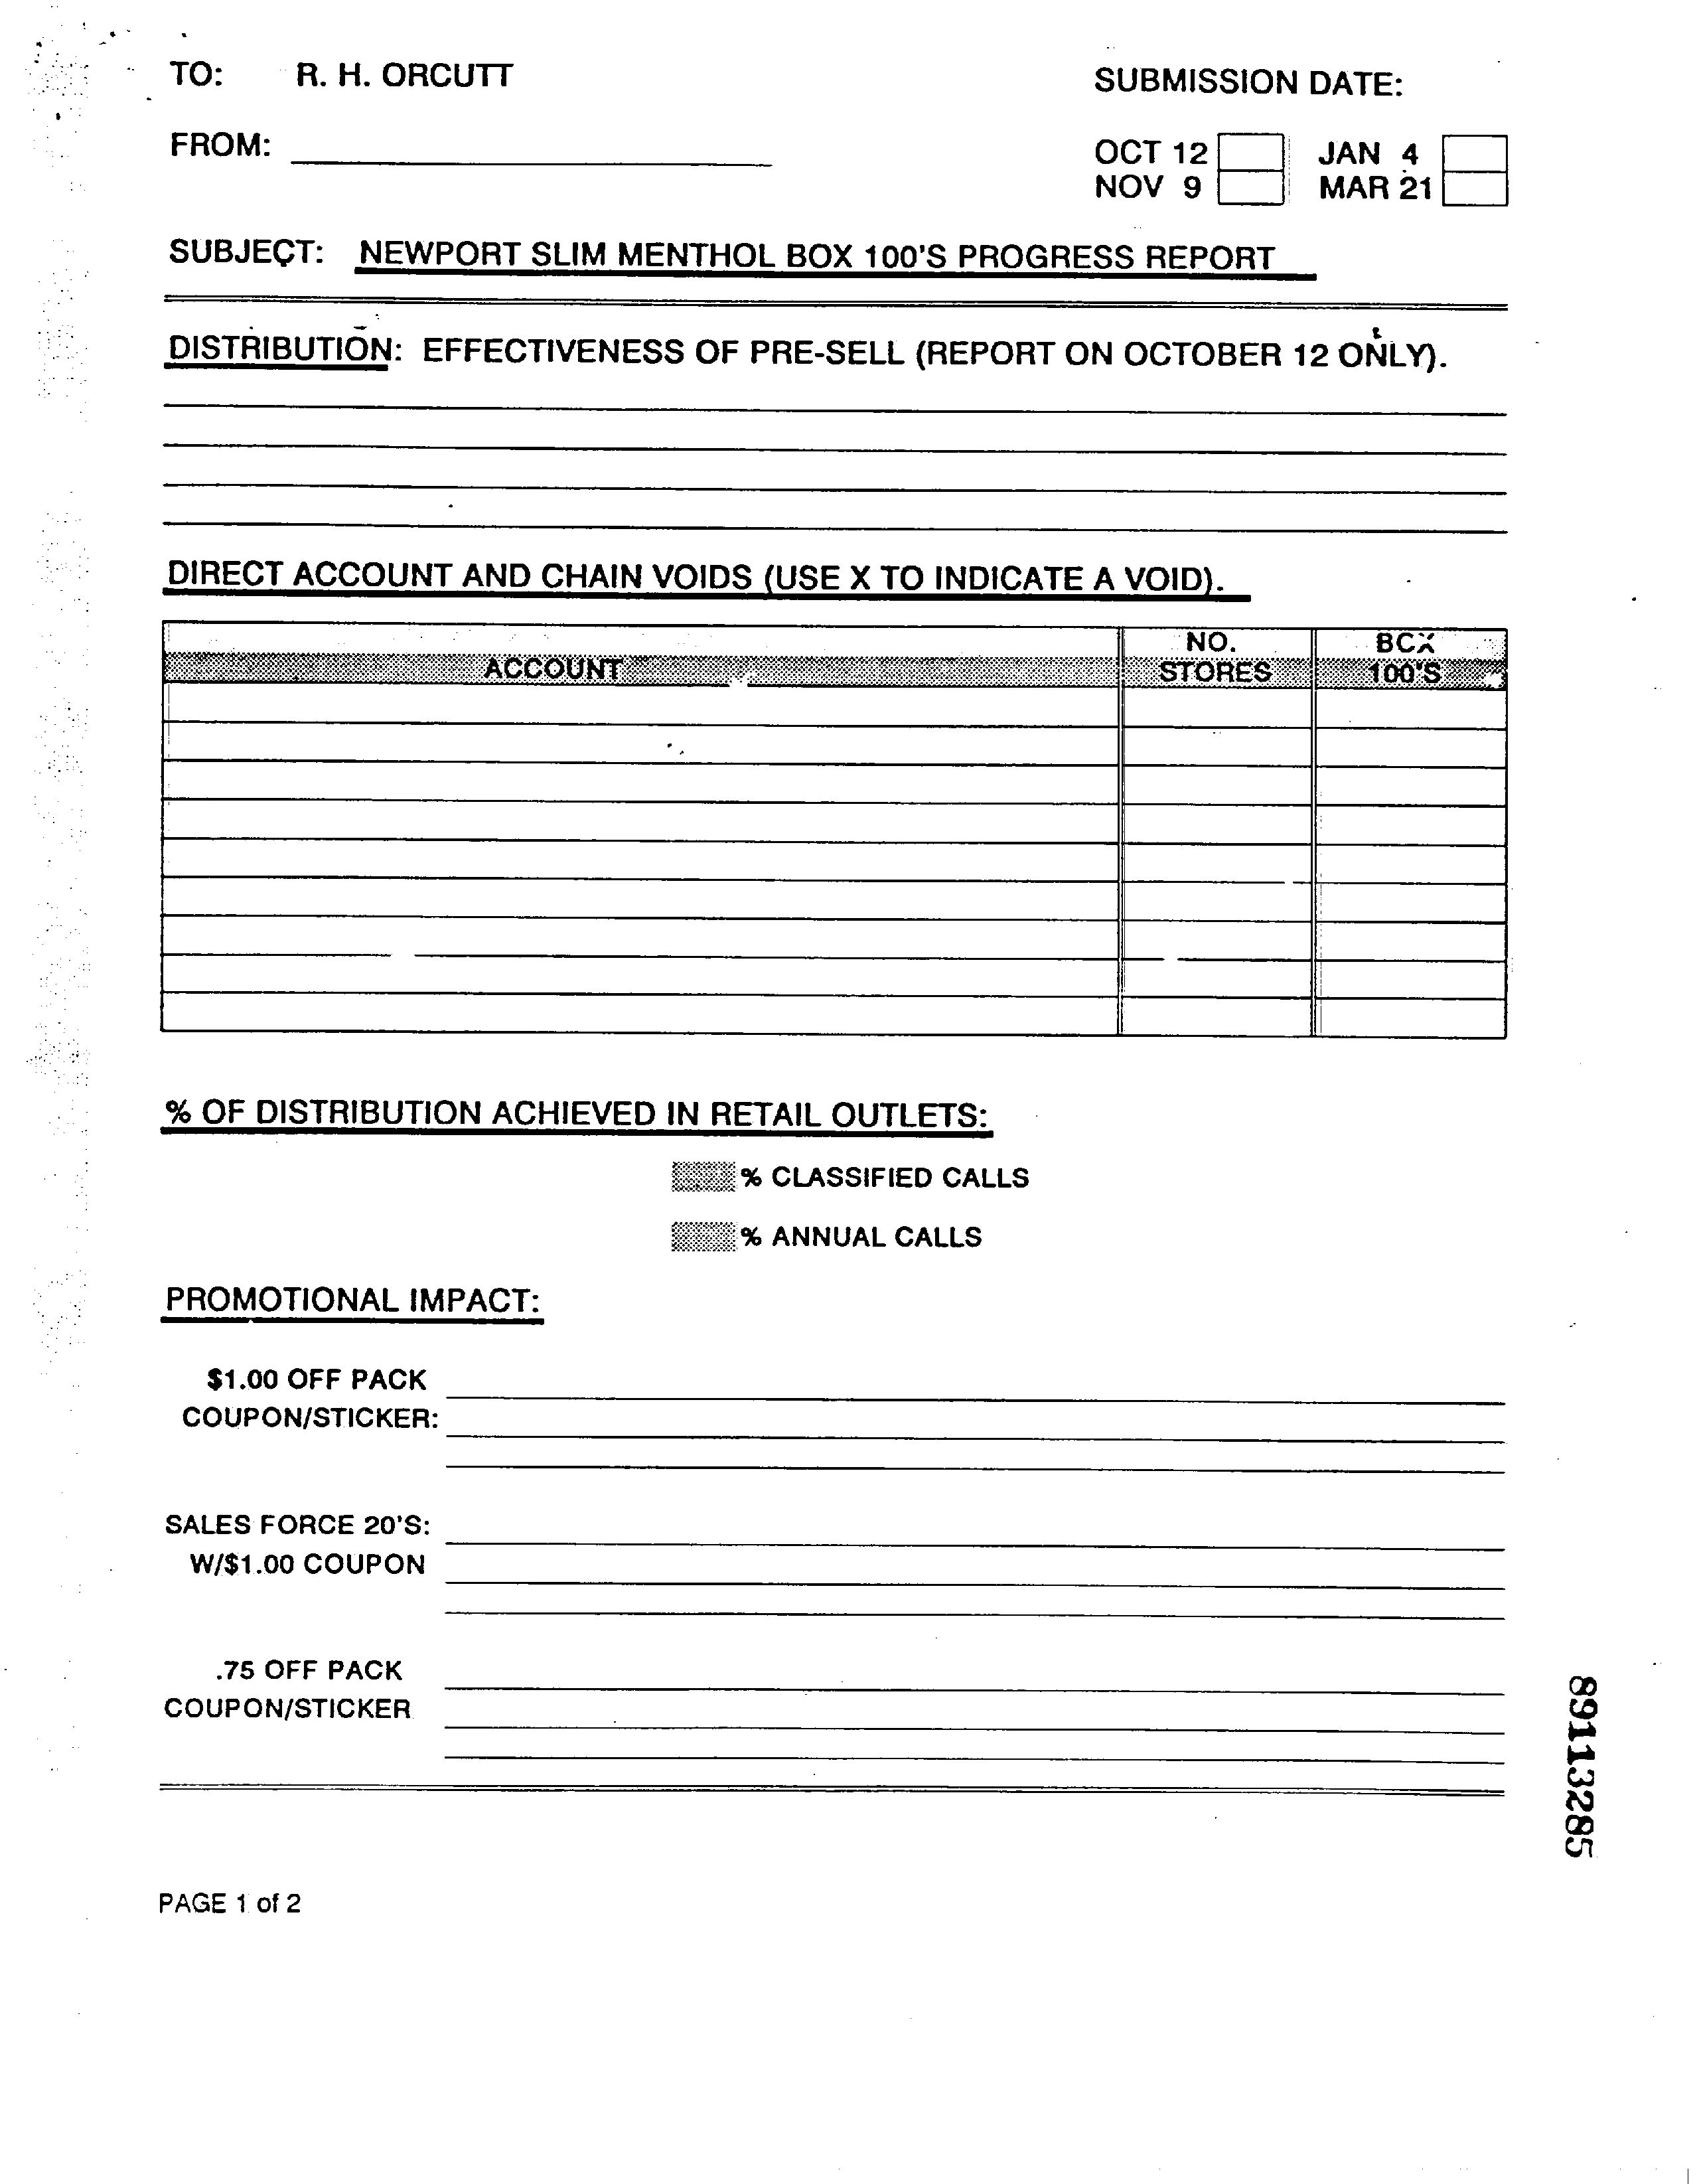 TO: R. H. ORCUTT
SUBMISSION DATE:
FROM:
OCT 12 JAN 4
NOV 9 MAR 21
SUBJECT: NEWPORT SLIM MENTHOL BOX 100'S PROGRESS REPORT
DISTRIBUTION: EFFECTIVENESS OF PRE-SELL (REPORT ON OCTOBER 12 ONLY).
DIRECT ACCOUNT AND CHAIN VOIDS (USE X TO INDICATE A VOID).
NO. BOX
ACCOUNT STORES 100'S
% OF DISTRIBUTION ACHIEVED IN RETAIL OUTLETS:
% CLASSIFIED CALLS
% ANNUAL CALLS
PROMOTIONAL IMPACT:
$1.00 OFF PACK
COUPON/STICKER:
SALES FORCE 20'S:
W/$1.00 COUPON
.75 OFF PACK
COUPON/STICKER
89113285
PAGE 1 of 2